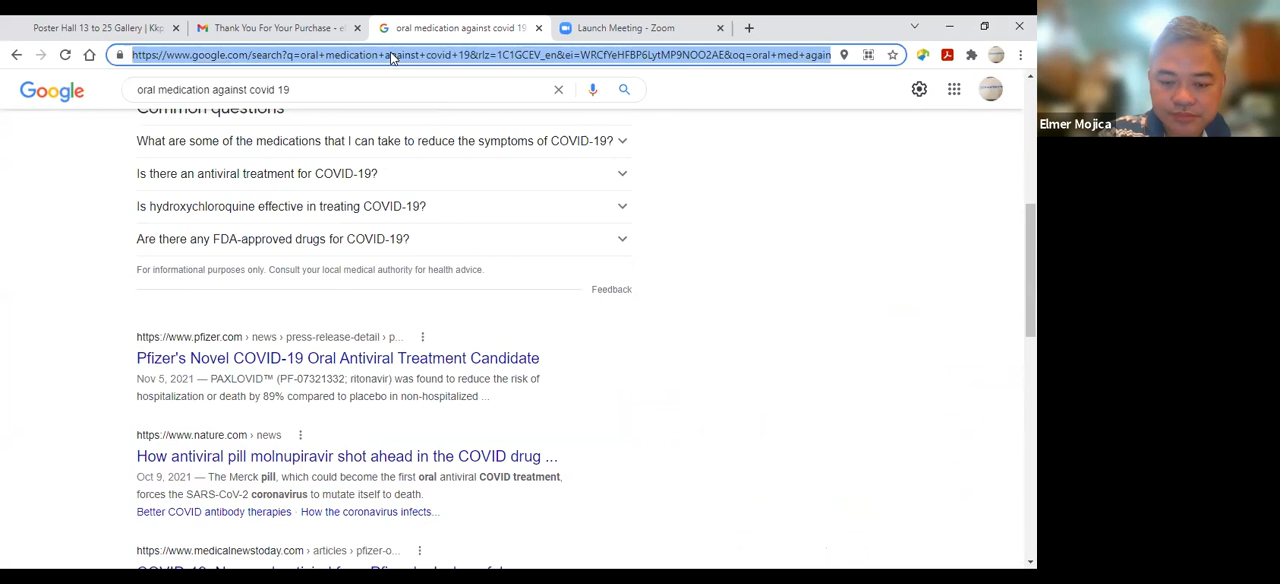 Poster Hall 13 to 25 Gallery | Kkp
Thank You For Your Purchase - e
oral medication against covid 19
Launch Meeting - Zoom
https://www.google.com/search?q=oral+medication+against+covid+19&rlz=1C1GCEV_en&ei=WRCfYeHFBP6LytMP9NOO2AE&oq=oral+med+again
Google
oral medication against covid 19
Common questions
What are some of the medications that I can take to reduce the symptoms of COVID-19?
Is there an antiviral treatment for COVID-19?
Is hydroxychloroquine effective in treating COVID-19?
Are there any FDA-approved drugs for COVID-19?
For informational purposes only. Consult your local medical authority for health advice.
Feedback
https://www.pfizer.com › news › press-release-detail › p...
Pfizer's Novel COVID-19 Oral Antiviral Treatment Candidate
Nov 5, 2021 — PAXLOVID™ (PF-07321332; ritonavir) was found to reduce the risk of
hospitalization or death by 89% compared to placebo in non-hospitalized ...
https://www.nature.com › news
How antiviral pill molnupiravir shot ahead in the COVID drug ...
Oct 9, 2021 — The Merck pill, which could become the first oral antiviral COVID treatment,
forces the SARS-CoV-2 coronavirus to mutate itself to death.
Better COVID antibody therapies · How the coronavirus infects...
https://www.medicalnewstoday.com › articles › pfizer-o...
Elmer Mojica